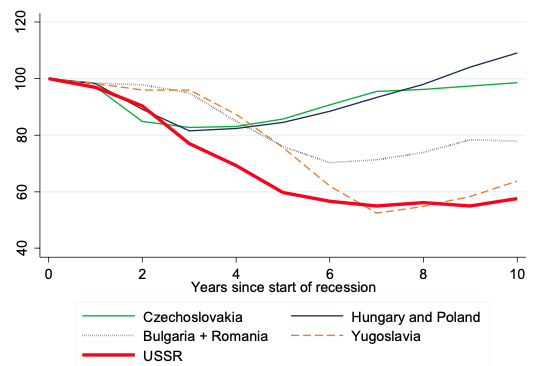 120
100
80
60
40
0 2 4 6 8 10
Years since start of recession
Czechoslovakia Hungary and Poland
Bulgaria + Romania Yugoslavia
USSR